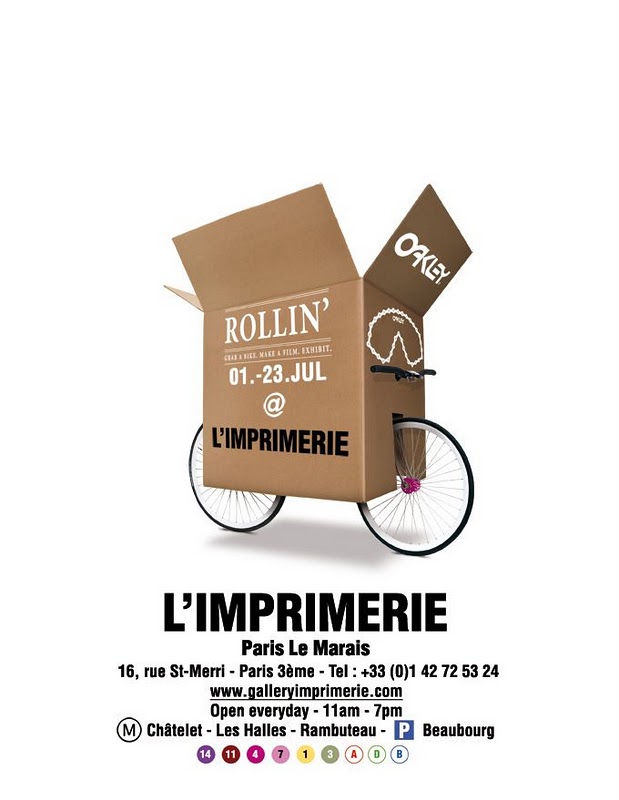 OAKLEY
ROLLIN'
GRAB A BIKE. MAKE A FILM. EXHIBIT.
OAKLEY
01.-23.JUL
@
L'IMPRIMERIE
L'IMPRIMERIE
Paris Le Marais
16, rue St-Merri - Paris 3ème - Tel : +33 (0)1 42 72 53 24
www.galleryimprimerie.com
Open everyday - 11am - 7pm
M Châtelet - Les Halles - Rambuteau - P Beaubourg
14 11 4 7 1 3 A D B